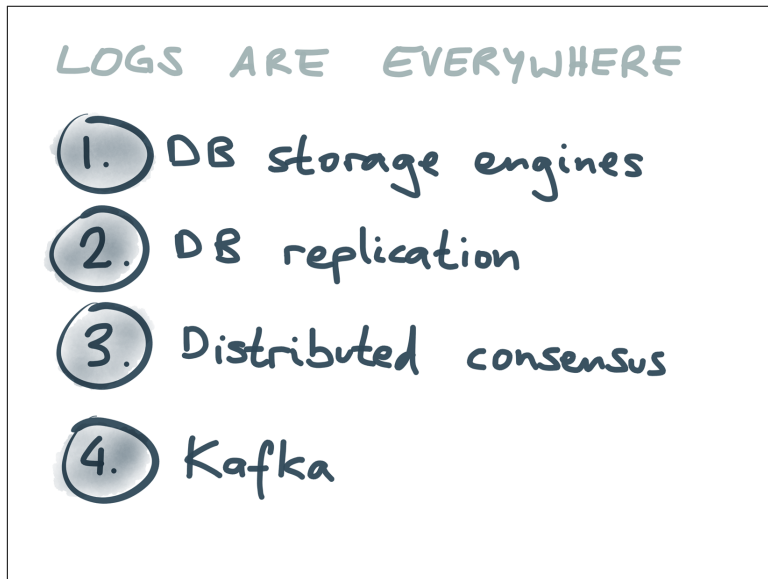 LOGS ARE EVERYWHERE
1. DB storage engines
2. DB replication
3. Distributed consensus
4. Kafka